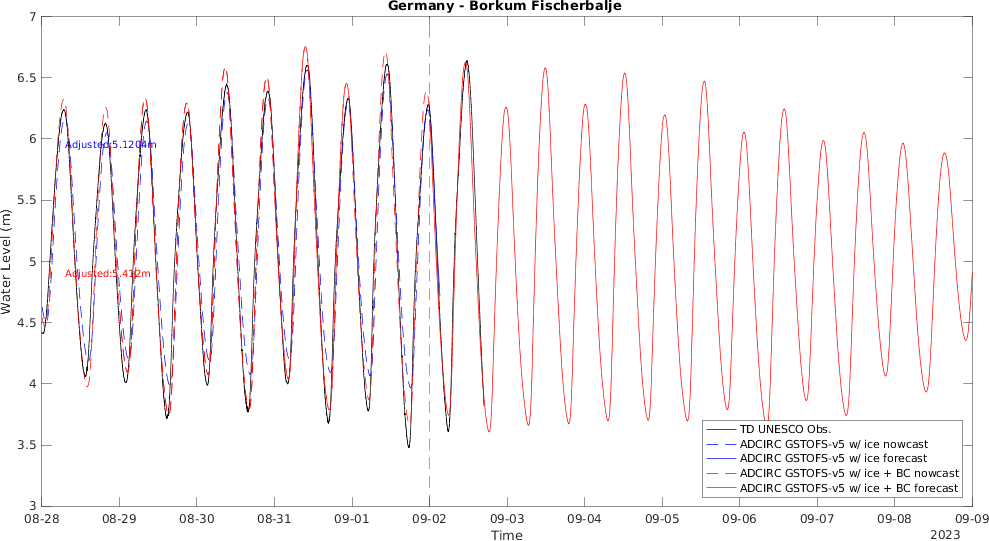 Germany - Borkum Fischerbalje
7
6.5
6
5.5
5
4.5
4
3.5
3
Water Level (m)
Adjusted:5.1204m
Adjusted:5.412m
TD UNESCO Obs.
ADCIRC GSTOFS-v5 w/ ice nowcast
ADCIRC GSTOFS-v5 w/ ice forecast
ADCIRC GSTOFS-v5 w/ ice + BC nowcast
ADCIRC GSTOFS-v5 w/ ice + BC forecast
08-28 08-29 08-30 08-31 09-01 09-02 09-03 09-04 09-05 09-06 09-07 09-08 09-09
Time
2023